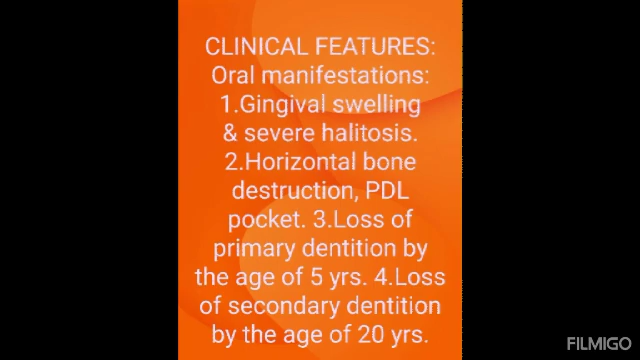 CLINICAL FEATURES:
Oral manifestations:
1.Gingival swelling
& severe halitosis.
2.Horizontal bone
destruction, PDL
pocket. 3.Loss of
primary dentition by
the age of 5 yrs. 4.Loss
of secondary dentition
by the age of 20 yrs.
FILMIGO